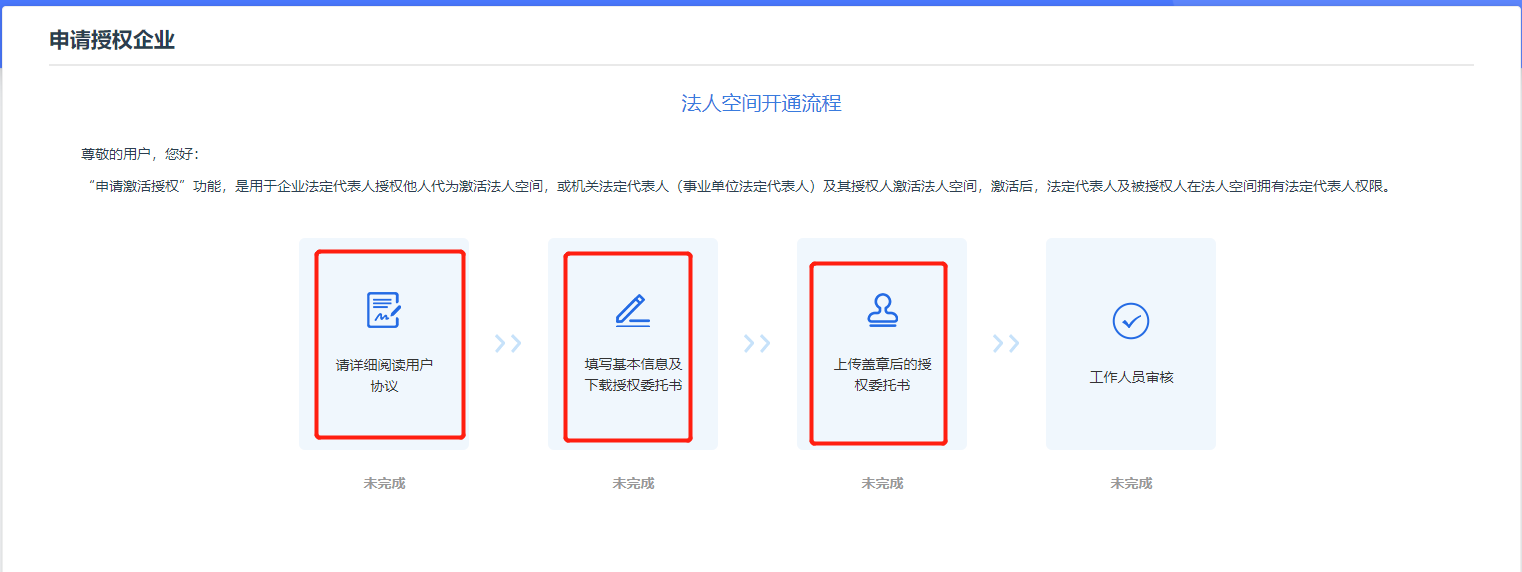 申请授权企业
法人空间开通流程
尊敬的用户，您好：
“申请激活授权”功能，是用于企业法定代表人授权他人代为激活法人空间，或机关法定代表人（事业单位法定代表人）及其授权人激活法人空间，激活后，法定代表人及被授权人在法人空间拥有法定代表人权限。
请详细阅读用户
协议
填写基本信息及
下载授权委托书
上传盖章后的授
权委托书
工作人员审核
未完成
未完成
未完成
未完成